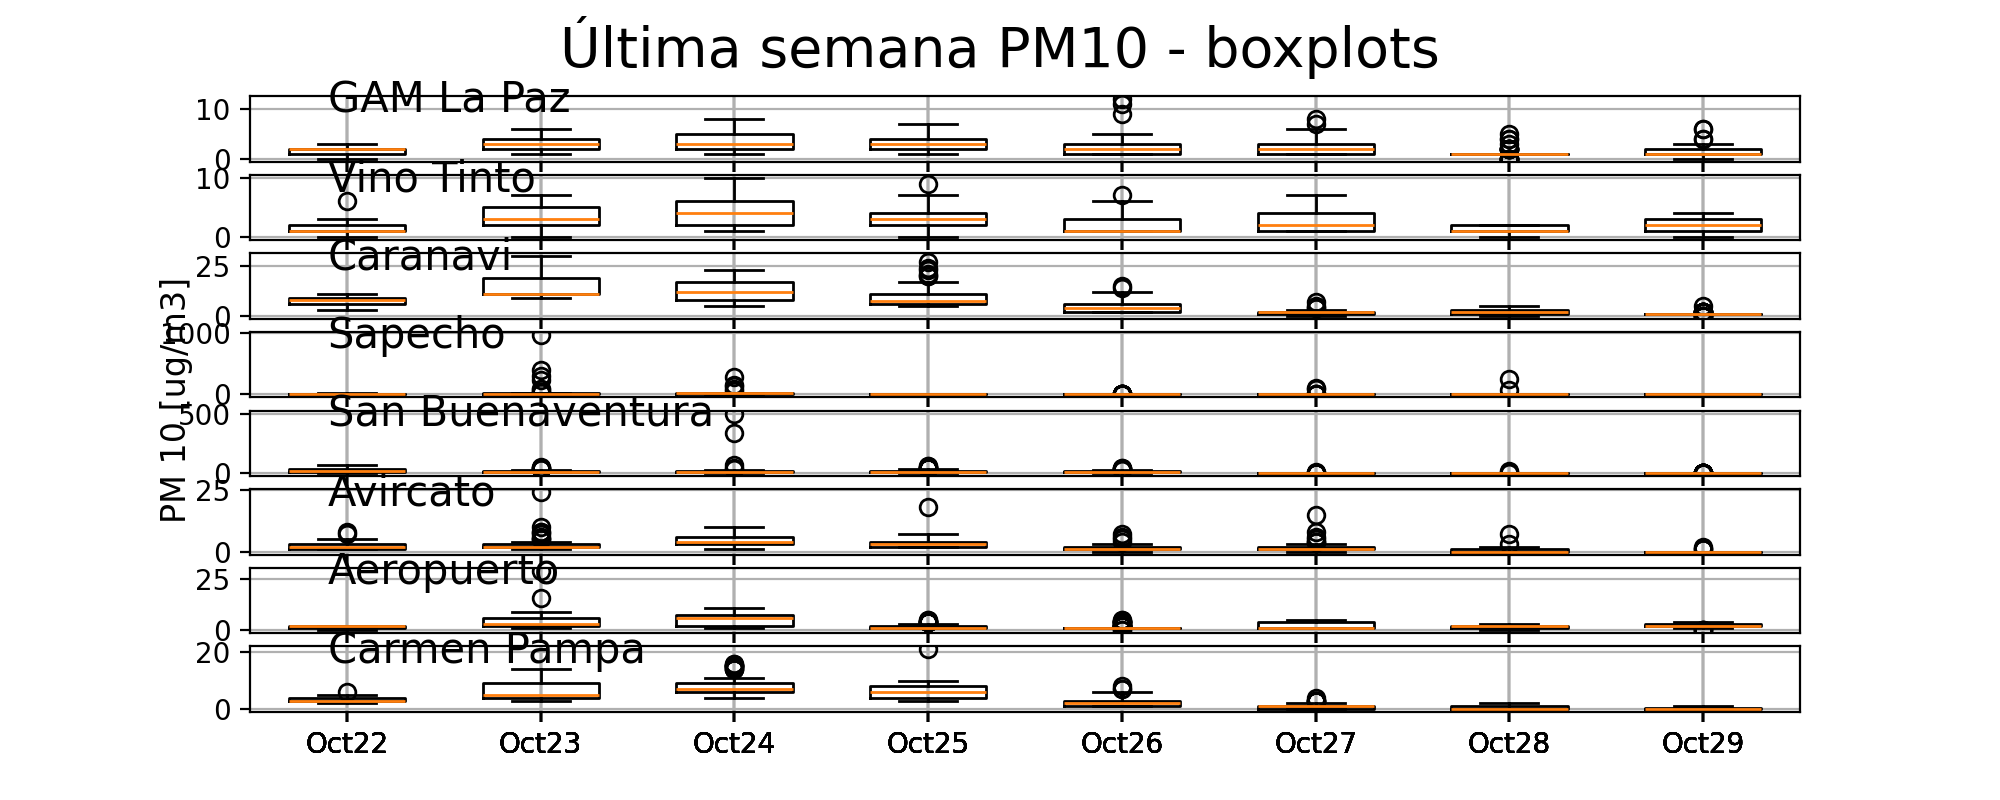 Última semana PM10 - boxplots
GAM La Paz
10
0
Vino Tinto
10
0
Caranavi
25
0
Sapecho
1000
0
San Buenaventura
500
0
Avircato
25
0
Aeropuerto
25
0
Carmen Pampa
20
0
PM 10 [ug/m3]
Oct22 Oct23 Oct24 Oct25 Oct26 Oct27 Oct28 Oct29